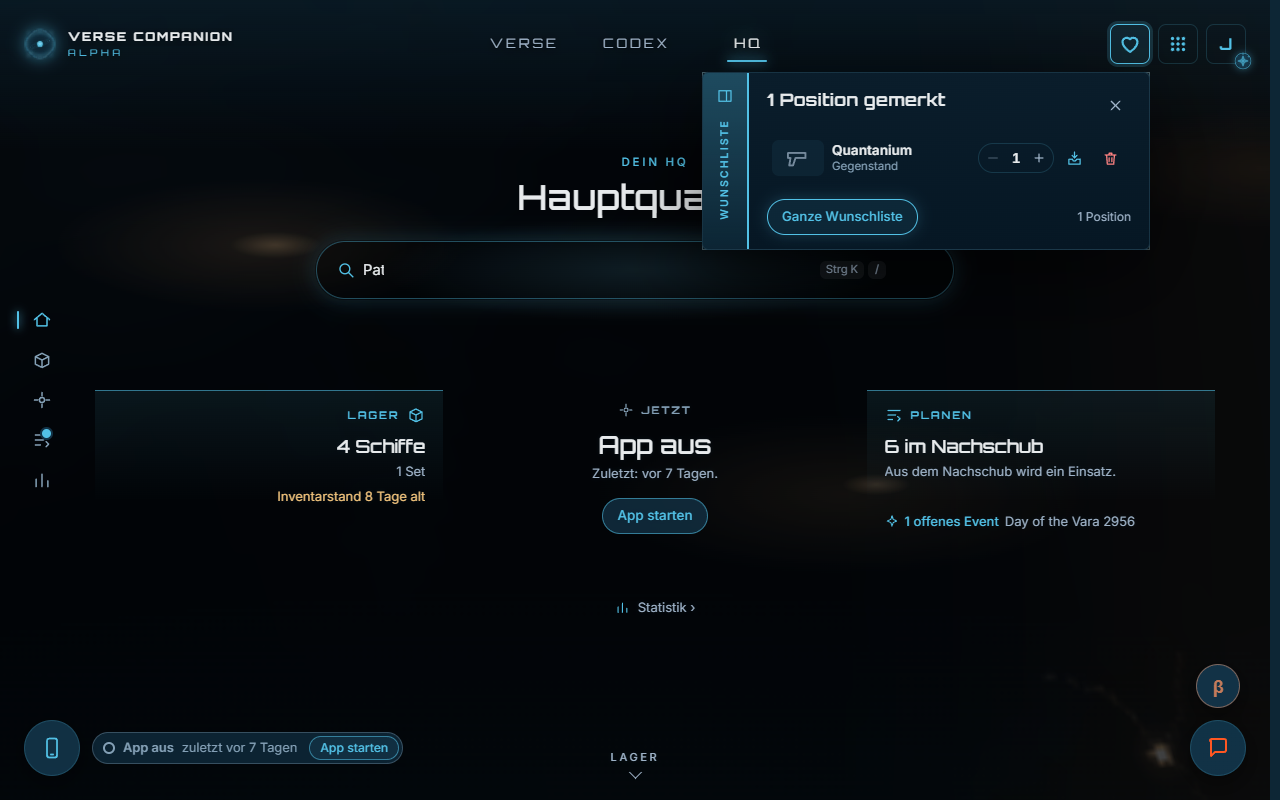 VERSE COMPANION
ALPHA
VERSE
CODEX
HQ
WUNSCHLISTE
1 Position gemerkt
Quantanium
Gegenstand
1
Ganze Wunschliste
1 Position
DEIN HQ
Strg K
/
LAGER
4 Schiffe
1 Set
Inventarstand 8 Tage alt
JETZT
App aus
Zuletzt: vor 7 Tagen.
App starten
PLANEN
6 im Nachschub
Aus dem Nachschub wird ein Einsatz.
1 offenes Event Day of the Vara 2956
Statistik ›
β
App aus zuletzt vor 7 Tagen
App starten
LAGER